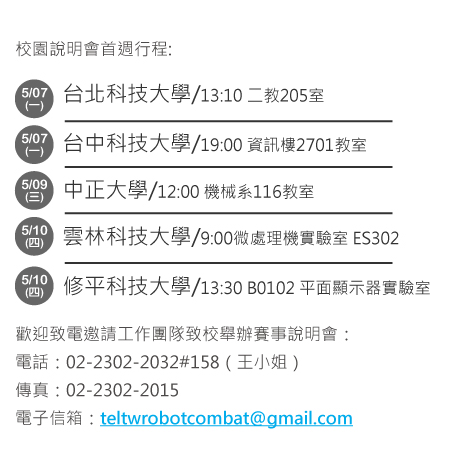 校園說明會首週行程:
5/07
(一)
台北科技大學/13:10 二教205室
5/07
(一)
台中科技大學/19:00 資訊樓2701教室
5/09
(三)
中正大學/12:00 機械系116教室
5/10
(四)
雲林科技大學/9:00微處理機實驗室 ES302
5/10
(四)
修平科技大學/13:30 B0102 平面顯示器實驗室
歡迎致電邀請工作團隊致校舉辦賽事說明會：
電話：02-2302-2032#158（王小姐）
傳真：02-2302-2015
電子信箱：teltwrobotcombat@gmail.com